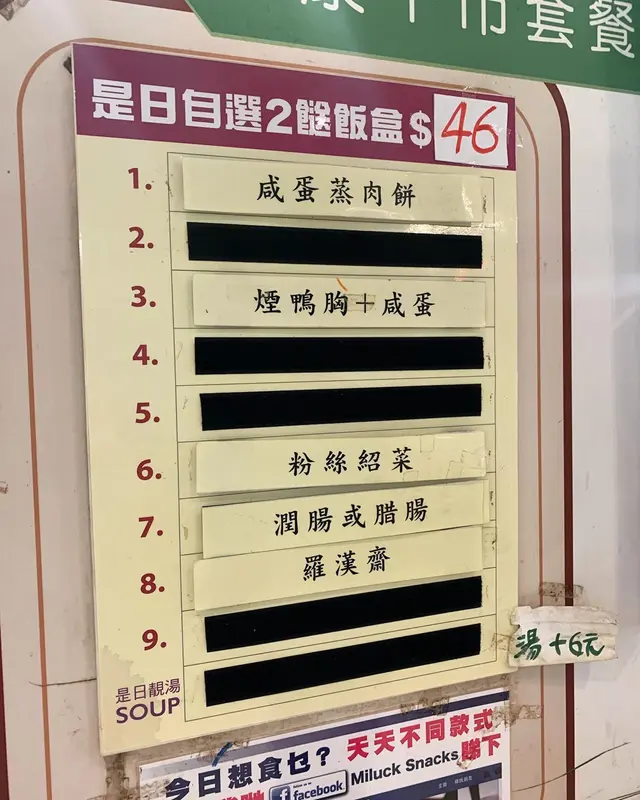 市套餐
是日自選2餸飯盒$46
1. 咸蛋蒸肉餅
2.
3. 煙鴨胸+咸蛋
4.
5.
6. 粉絲紹菜
7. 潤腸或腊腸
8. 羅漢齋
9.
是日靚湯
SOUP
湯+6元
今日想食乜?
天天不同款式
facebook
Miluck Snacks 睇下